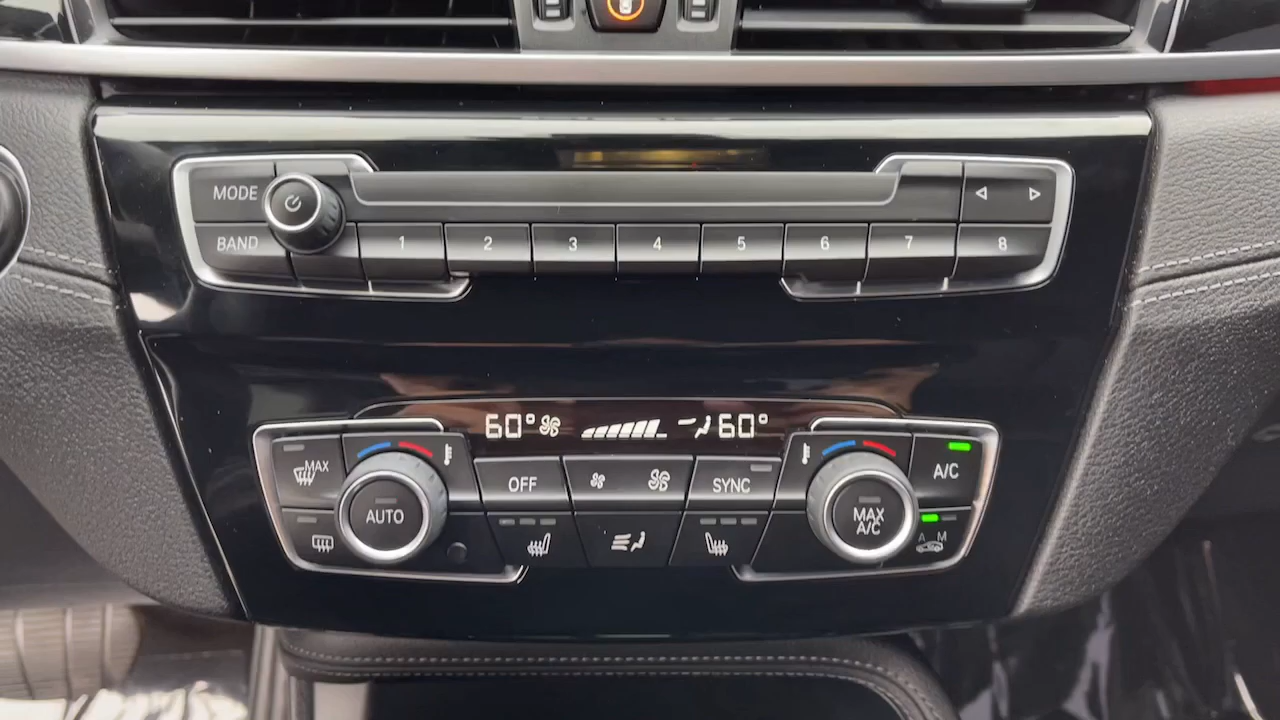 MODE
BAND 1 2 3 4 5 6 7 8
60° 60°
MAX A/C
OFF SYNC
AUTO MAX
A/C
A M